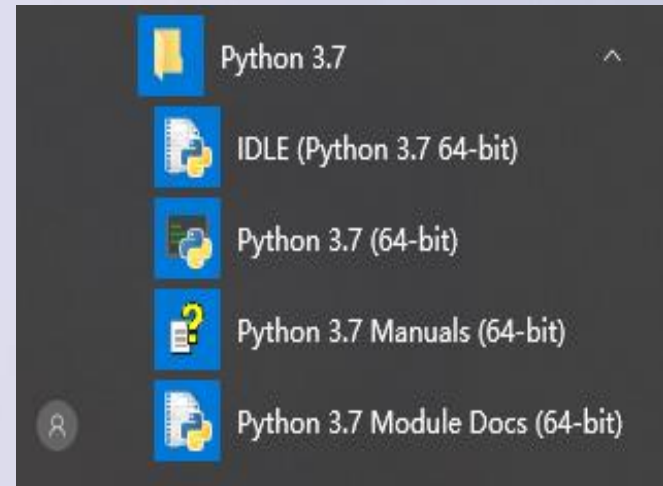 Python 3.7
IDLE (Python 3.7 64-bit)
Python 3.7 (64-bit)
Python 3.7 Manuals (64-bit)
Python 3.7 Module Docs (64-bit)